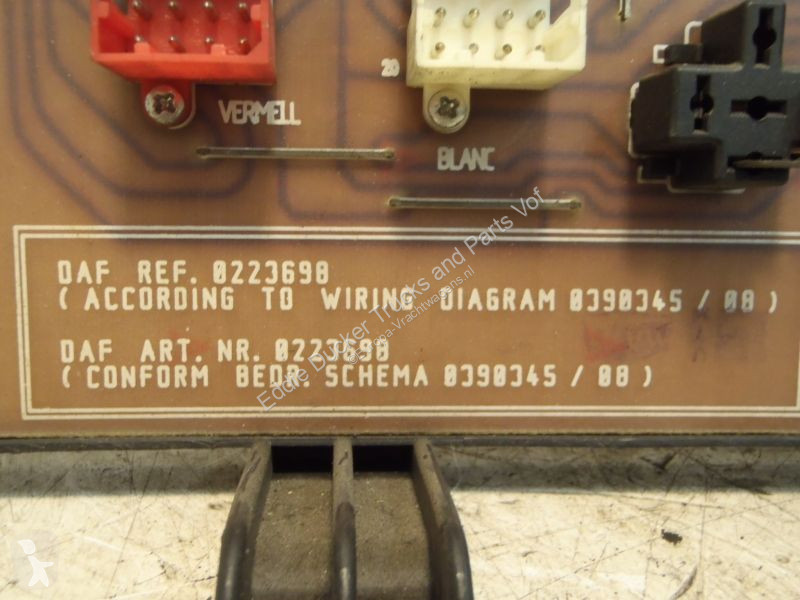 20
VERMELL
BLANC
DAF REF. 0223698
( ACCORDING TO WIRING DIAGRAM 0390345 / 08 )
DAF ART. NR. 0223698
( CONFORM BEDR. SCHEMA 0390345 / 08 )
Eddie Ducker Trucks and Parts Vof